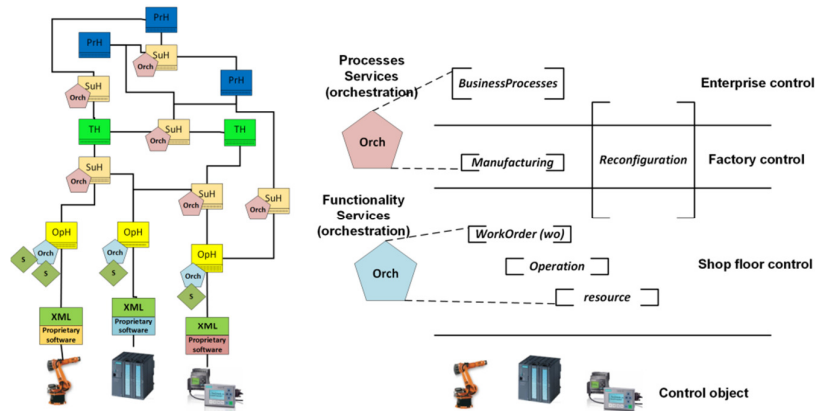 PrH
PrH
SuH
Orch
PrH
SuH
Orch
TH
SuH
Orch
TH
SuH
Orch
SuH
Orch
SuH
Orch
OpH
Orch
S
S
OpH
Orch
S
OpH
Orch
S
XML
Proprietary
software
XML
Proprietary
software
XML
Proprietary
software
Processes
Services
(orchestration)
Orch
BusinessProcesses
Enterprise control
Manufacturing
Reconfiguration
Factory control
Functionality
Services
(orchestration)
Orch
WorkOrder (wo)
Operation
resource
Shop floor control
Control object